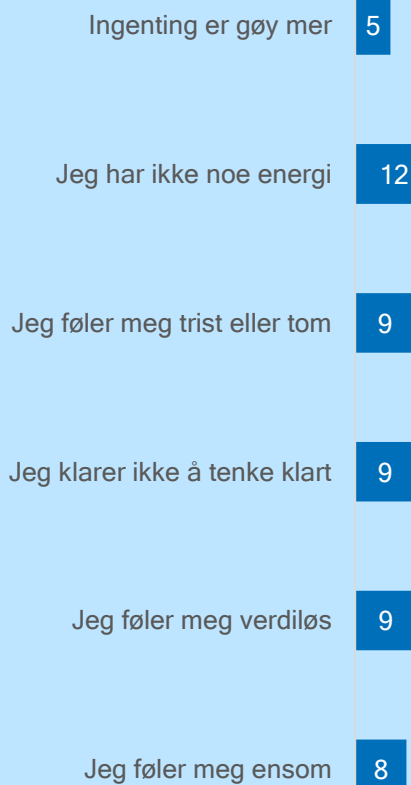 Ingenting er gøy mer 5
Jeg har ikke noe energi 12
Jeg føler meg trist eller tom 9
Jeg klarer ikke å tenke klart 9
Jeg føler meg verdiløs 9
Jeg føler meg ensom 8